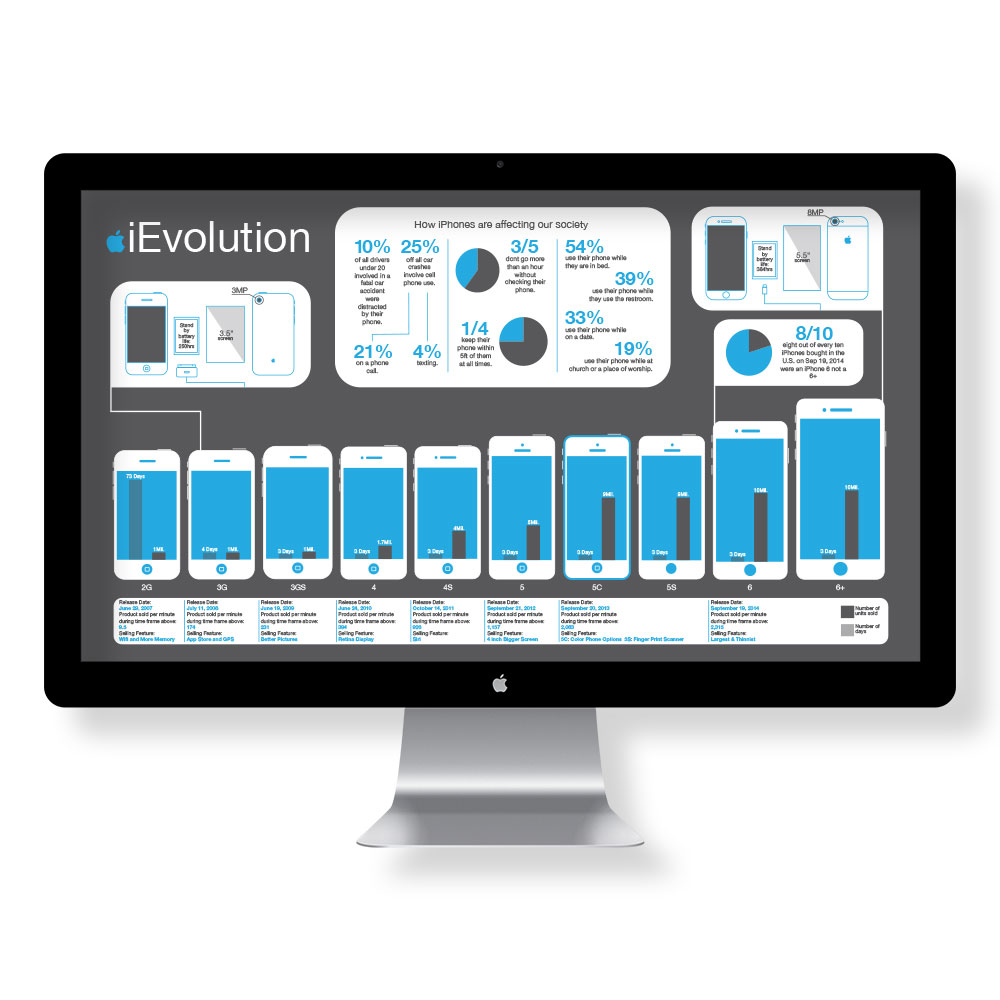 iEvolution
How iPhones are affecting our society
10%
of all drivers
under 20
involved in a
fatal car
accident
were
distracted
by their
phone.
25%
off all car
crashes
involve cell
phone use.
21%
on a phone
call.
4%
texting.
3/5
dont go more
than an hour
without
checking their
phone.
1/4
keep their
phone within
5ft of them
at all times.
54%
use their phone while
they are in bed.
39%
use their phone while
they use the restroom.
33%
use their phone while
on a date.
19%
use their phone while at
church or a place of worship.
8MP
Stand
by
battery
life:
384hrs
5.5"
screen
3MP
Stand
by
battery
life:
250hrs
3.5"
screen
8/10
eight out of every ten
iPhones bought in the
U.S. on Sep 19, 2014
were an iPhone 6 not a
6+
73 Days
1MIL
4 Days
1MIL
3 Days
1MIL
3 Days
1.7MIL
3 Days
4MIL
3 Days
5MIL
3 Days
9MIL
3 Days
9MIL
3 Days
10MIL
3 Days
10MIL
2G
3G
3GS
4
4S
5
5C
5S
6
6+
Release Date:
June 29, 2007
Product sold per minute
during time frame above:
9.5
Selling Feature:
Wifi and More Memory
Release Date:
July 11, 2008
Product sold per minute
during time frame above:
174
Selling Feature:
App Store and GPS
Release Date:
June 19, 2009
Product sold per minute
during time frame above:
231
Selling Feature:
Better Pictures
Release Date:
June 24, 2010
Product sold per minute
during time frame above:
394
Selling Feature:
Retina Display
Release Date:
October 14, 2011
Product sold per minute
during time frame above:
Selling Feature:
Siri
Release Date:
September 21, 2012
Product sold per minute
during time frame above:
1,157
Selling Feature:
4 inch Bigger Screen
Release Date:
September 20, 2013
Product sold per minute
during time frame above:
2,083
Selling Feature:
5C: Color Phone Options 5S: Finger Print Scanner
Release Date:
September 19, 2014
Product sold per minute
during time frame above:
2,315
Selling Feature:
Largest & Thinnist
Number of
units sold
Number of
days